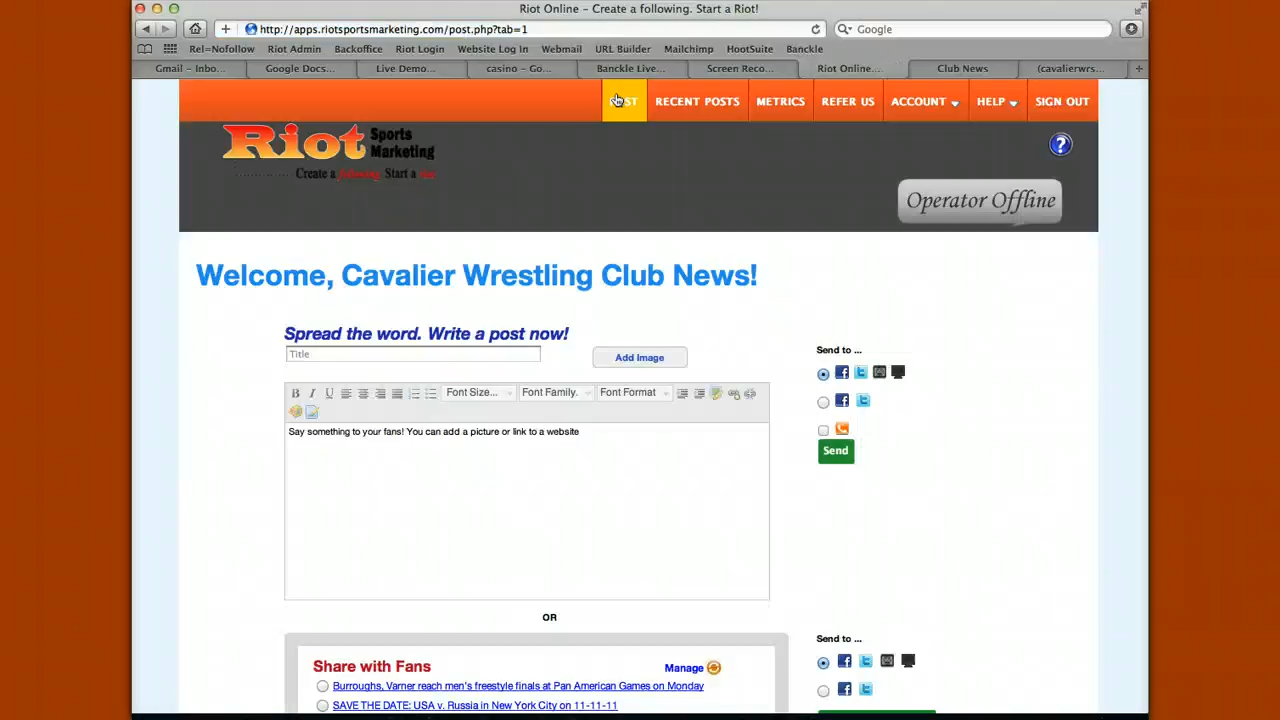 Riot Online – Create a following. Start a Riot!
http://apps.riotsportsmarketing.com/post.php?tab=1
Google
Rel=Nofollow Riot Admin Backoffice Riot Login Website Log In Webmail URL Builder Mailchimp HootSuite Banckle
Gmail – Inbo... Google Docs... Live Demo... casino – Go... Banckle Live... Screen Reco... Riot Online... Club News (cavalierwrs...
RECENT POSTS METRICS REFER US ACCOUNT HELP SIGN OUT
Riot Sports Marketing
Create a following. Start a
?
Operator Offline
Welcome, Cavalier Wrestling Club News!
Spread the word. Write a post now!
Send to ...
Title
Add Image
B I U Font Size... Font Family. Font Format
Say something to your fans! You can add a picture or link to a website
Send
OR
Send to ...
Share with Fans
Manage
Burroughs, Varner reach men's freestyle finals at Pan American Games on Monday
SAVE THE DATE: USA v. Russia in New York City on 11-11-11